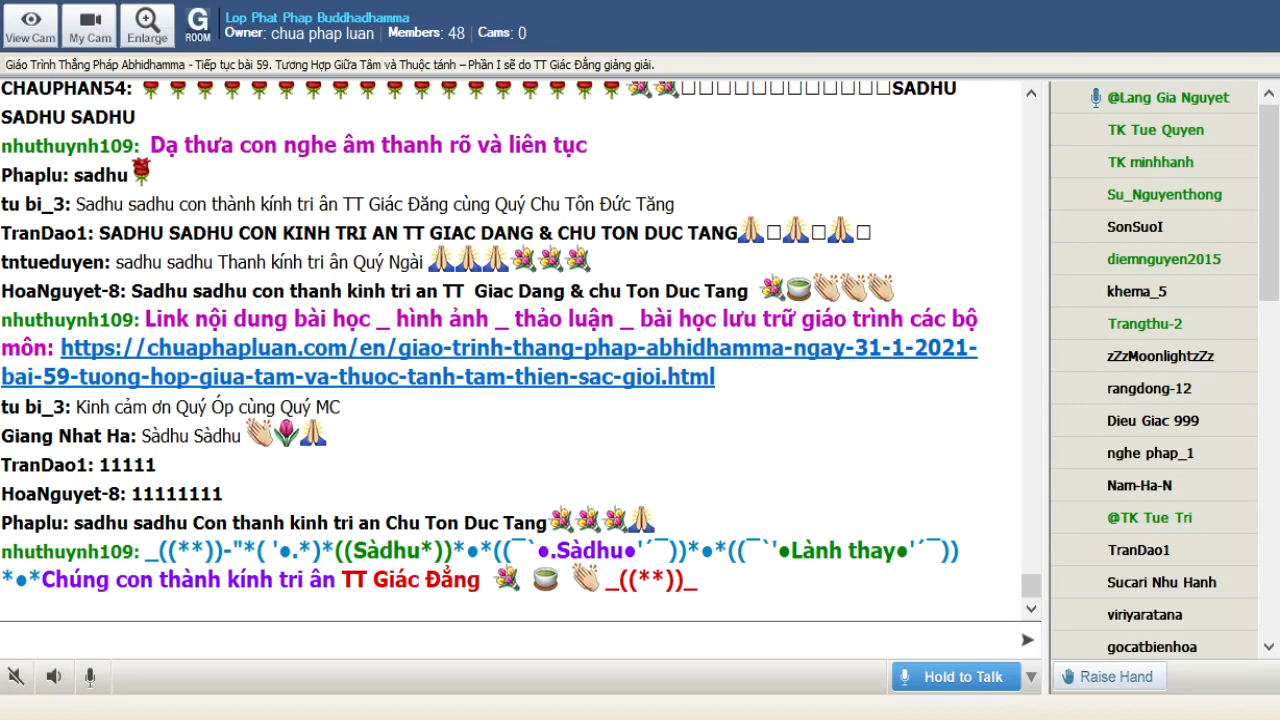 View Cam
My Cam
Enlarge
G
ROOM
Lop Phat Phap Buddhadhamma
Owner: chua phap luan | Members: 48 | Cams: 0
Giáo Trình Thắng Pháp Abhidhamma - Tiếp tục bài 59. Tương Hợp Giữa Tâm và Thuộc tánh – Phần I sẽ do TT Giác Đẳng giảng giải.
CHAUPHAN54: 🌹🌹🌹🌹🌹🌹🌹🌹🌹🌹🌹🌹🌹🌹🌹🌹🌹🌹💐💐□□□□□□□□□□□□SADHU
SADHU SADHU
nhuthuynh109: Dạ thưa con nghe âm thanh rõ và liên tục
Phaplu: sadhu🌹
tu bi_3: Sadhu sadhu con thành kính tri ân TT Giác Đăng cùng Quý Chu Tôn Đức Tăng
TranDao1: SADHU SADHU CON KINH TRI AN TT GIAC DANG & CHU TON DUC TANG🙏□🙏□🙏□
tntueduyen: sadhu sadhu Thanh kính tri ân Quý Ngài 🙏🙏🙏💐💐💐
HoaNguyet-8: Sadhu sadhu con thanh kinh tri an TT Giac Dang & chu Ton Duc Tang 💐🍵👏👏👏
nhuthuynh109: Link nội dung bài học _ hình ảnh _ thảo luận _ bài học lưu trữ giáo trình các bộ
môn: https://chuaphapluan.com/en/giao-trinh-thang-phap-abhidhamma-ngay-31-1-2021-
bai-59-tuong-hop-giua-tam-va-thuoc-tanh-tam-thien-sac-gioi.html
tu bi_3: Kinh cảm ơn Quý Óp cùng Quý MC
Giang Nhat Ha: Sàdhu Sàdhu 👏🌷🙏
TranDao1: 11111
HoaNguyet-8: 11111111
Phaplu: sadhu sadhu Con thanh kinh tri an Chu Ton Duc Tang💐💐💐🙏
nhuthuynh109: _((**))-"*( '●.*)*((Sàdhu*))*●*((¯`●.Sàdhu●'´¯))*●*((¯`'●Lành thay●'´¯))
*●*Chúng con thành kính tri ân TT Giác Đẳng 💐 🍵 👏 _((**))_
Hold to Talk
@Lang Gia Nguyet
TK Tue Quyen
TK minhhanh
Su_Nguyenthong
SonSuoI
diemnguyen2015
khema_5
Trangthu-2
zZzMoonlightzZz
rangdong-12
Dieu Giac 999
nghe phap_1
Nam-Ha-N
@TK Tue Tri
TranDao1
Sucari Nhu Hanh
viriyaratana
gocatbienhoa
Raise Hand